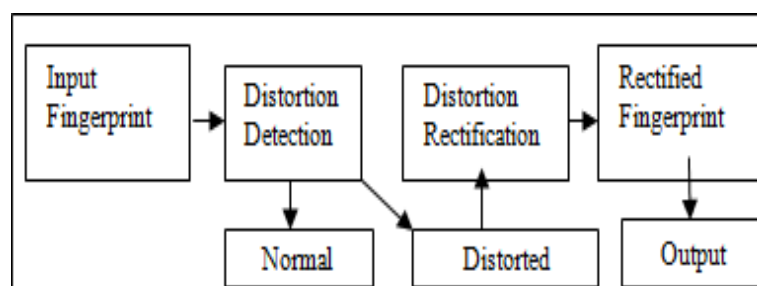 Input
Fingerprint
Distortion
Detection
Distortion
Rectification
Rectified
Fingerprint
Normal
Distorted
Output